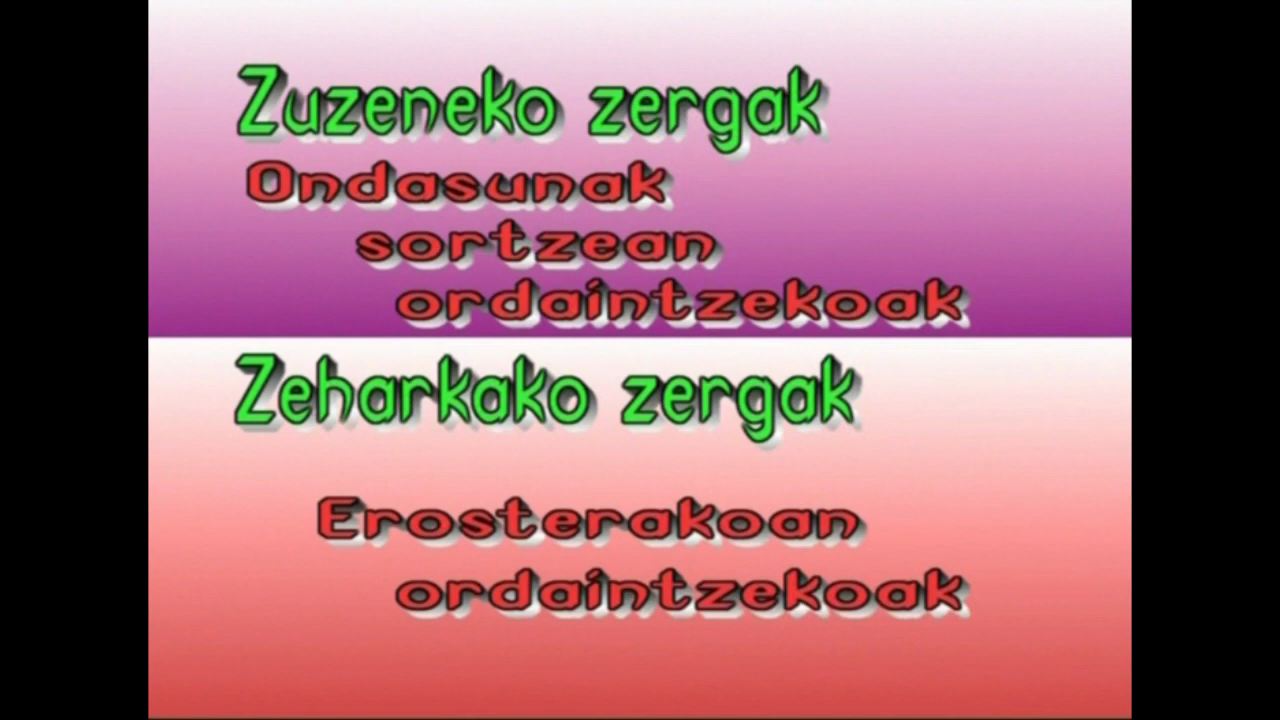 Zuzeneko zergak
Ondasunak
sortzean
ordaintzekoak
Zeharkako zergak
Erosterakoan
ordaintzekoak